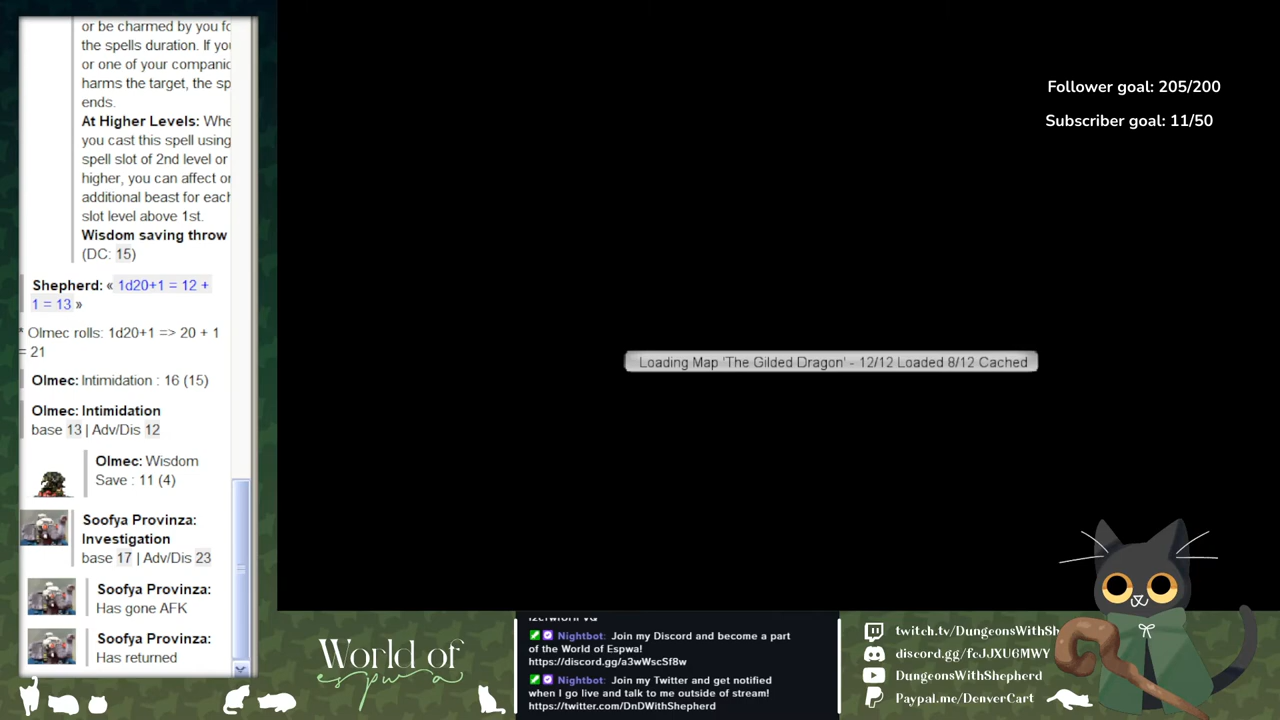 or be charmed by you fo
the spells duration. If you
or one of your companic
harms the target, the sp
ends.
At Higher Levels: Whe
you cast this spell using
spell slot of 2nd level or
higher, you can affect or
additional beast for each
slot level above 1st.
Wisdom saving throw
(DC: 15)
Shepherd: « 1d20+1 = 12 +
1 = 13 »
* Olmec rolls: 1d20+1 => 20 + 1
= 21
Olmec: Intimidation : 16 (15)
Olmec: Intimidation
base 13 | Adv/Dis 12
Olmec: Wisdom
Save : 11 (4)
Soofya Provinza:
Investigation
base 17 | Adv/Dis 23
Soofya Provinza:
Has gone AFK
Soofya Provinza:
Has returned
Loading Map 'The Gilded Dragon' - 12/12 Loaded 8/12 Cached
Follower goal: 205/200
Subscriber goal: 11/50
World of
espwa
Nightbot: Join my Discord and become a part
of the World of Espwa!
https://discord.gg/a3wWscSf8w
Nightbot: Join my Twitter and get notified
when I go live and talk to me outside of stream!
https://twitter.com/DnDWithShepherd
twitch.tv/DungeonsWithSh
discord.gg/fcJJXU6MWY
DungeonsWithShepherd
Paypal.me/DenverCart